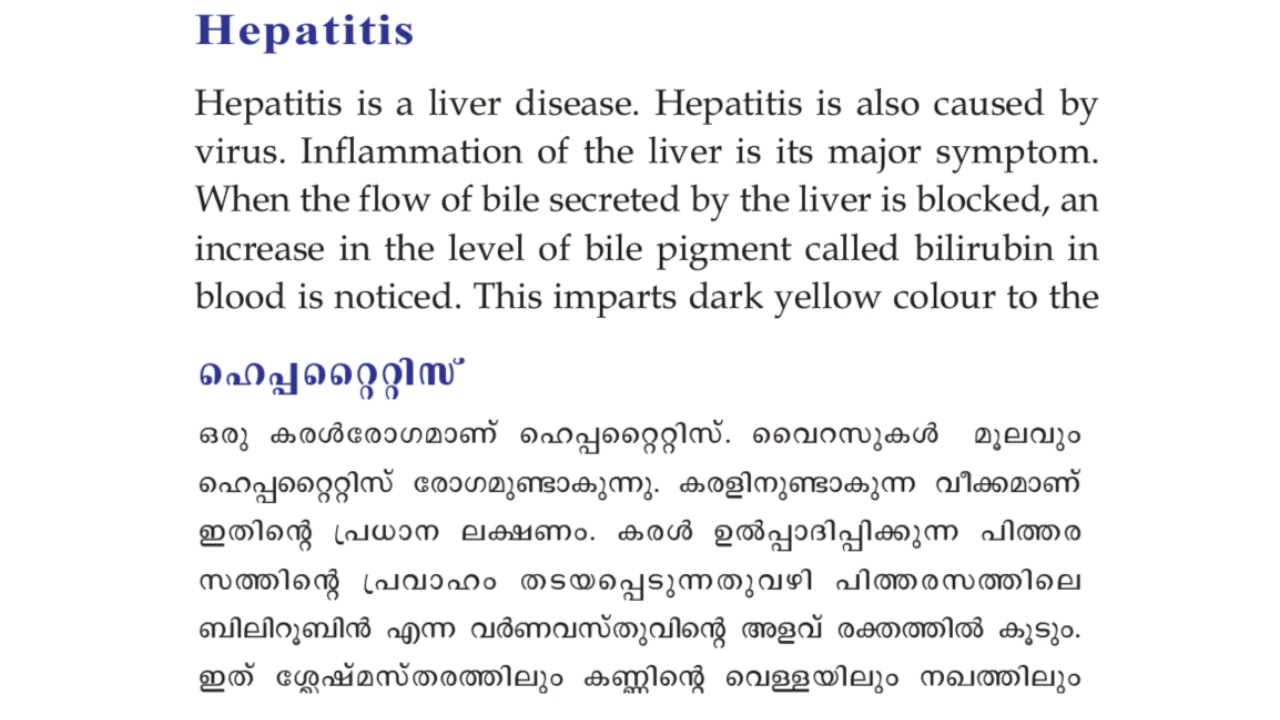 Hepatitis
Hepatitis is a liver disease. Hepatitis is also caused by
virus. Inflammation of the liver is its major symptom.
When the flow of bile secreted by the liver is blocked, an
increase in the level of bile pigment called bilirubin in
blood is noticed. This imparts dark yellow colour to the
ഹെപ്പറ്റൈറ്റിസ്
ഒരു കരൾരോഗമാണ് ഹെപ്പറ്റൈറ്റിസ്. വൈറസുകൾ മൂലവും
ഹെപ്പറ്റൈറ്റിസ് രോഗമുണ്ടാകുന്നു. കരളിനുണ്ടാകുന്ന വീക്കമാണ്
ഇതിന്റെ പ്രധാന ലക്ഷണം. കരൾ ഉൽപ്പാദിപ്പിക്കുന്ന പിത്തര
സത്തിന്റെ പ്രവാഹം തടയപ്പെടുന്നതുവഴി പിത്തരസത്തിലെ
ബിലിറൂബിൻ എന്ന വർണവസ്തുവിന്റെ അളവ് രക്തത്തിൽ കൂടും.
ഇത് ശ്ലേഷ്മസ്തരത്തിലും കണ്ണിന്റെ വെള്ളയിലും നഖത്തിലും